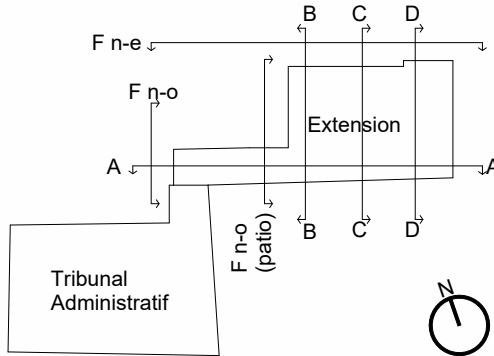 B C D
F n-e
F n-o
Extension
A A
B C D
F n-o
(patio)
Tribunal
Administratif
N